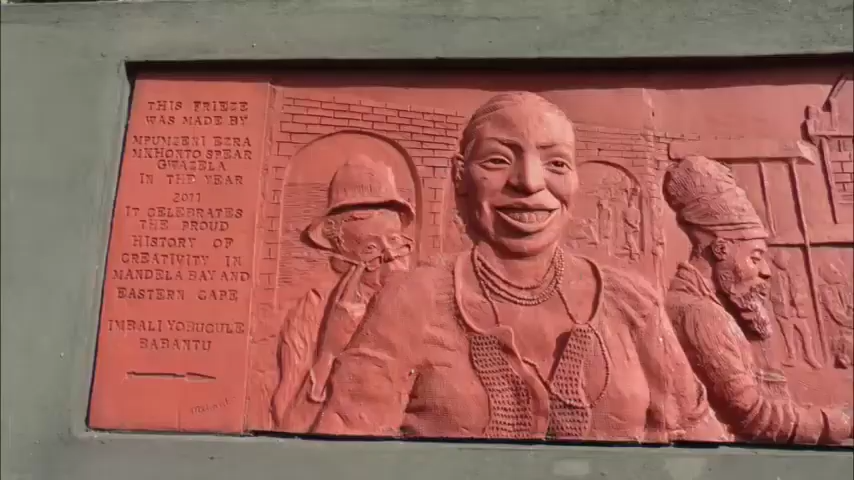 THIS FRIEZE
WAS MADE BY
MPUMZENI EZRA
MKHONTO SPEAR
GWAZELA
IN THE YEAR
2011
IT CELEBRATES
THE PROUD
HISTORY OF
CREATIVITY IN
MANDELA BAY AND
EASTERN CAPE
IMBALI YOBUGULE
BABANTU